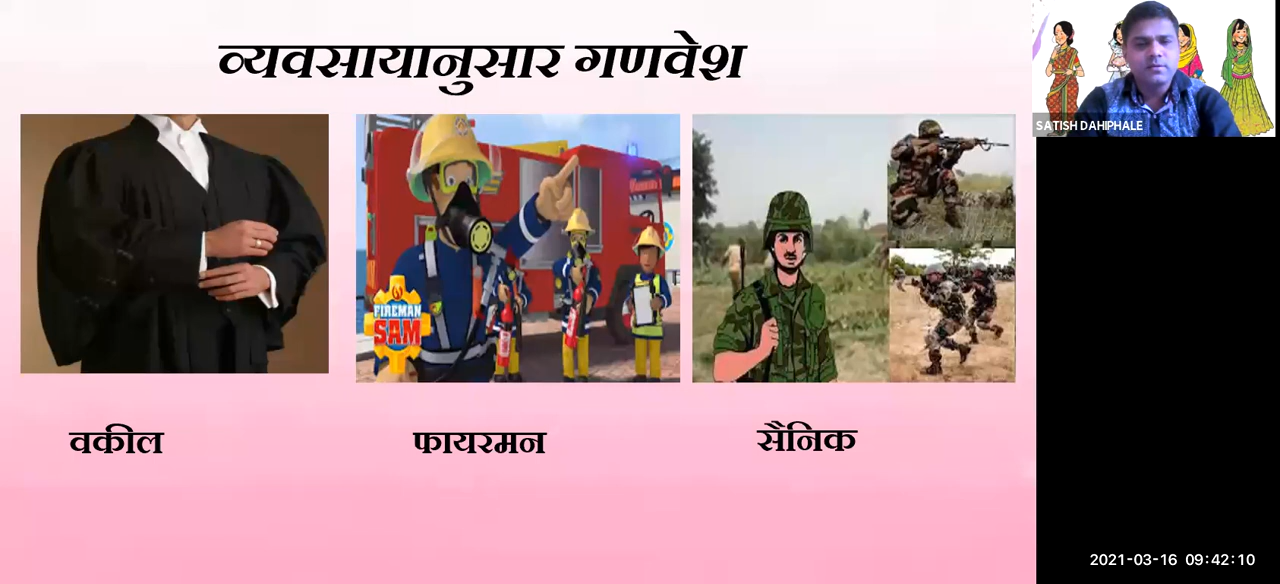 व्यवसायानुसार गणवेश
SATISH DAHIPHALE
FIREMAN
SAM
वकील
फायरमन
सैनिक
2021-03-16 09:42:10